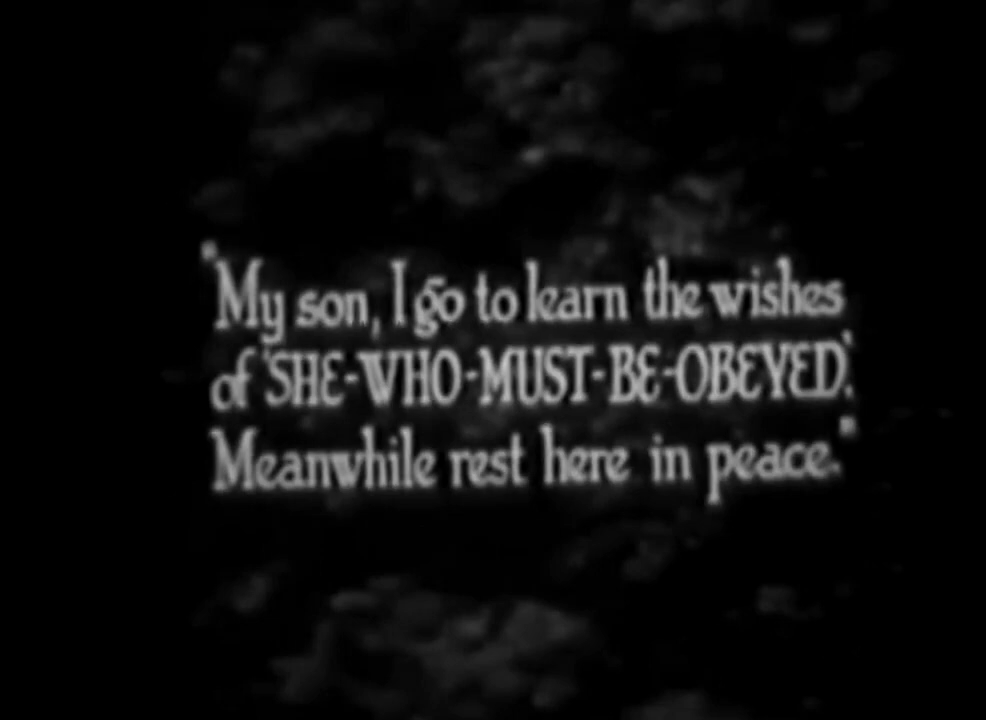 "My son, I go to learn the wishes
of 'SHE-WHO-MUST-BE-OBEYED.'
Meanwhile rest here in peace."